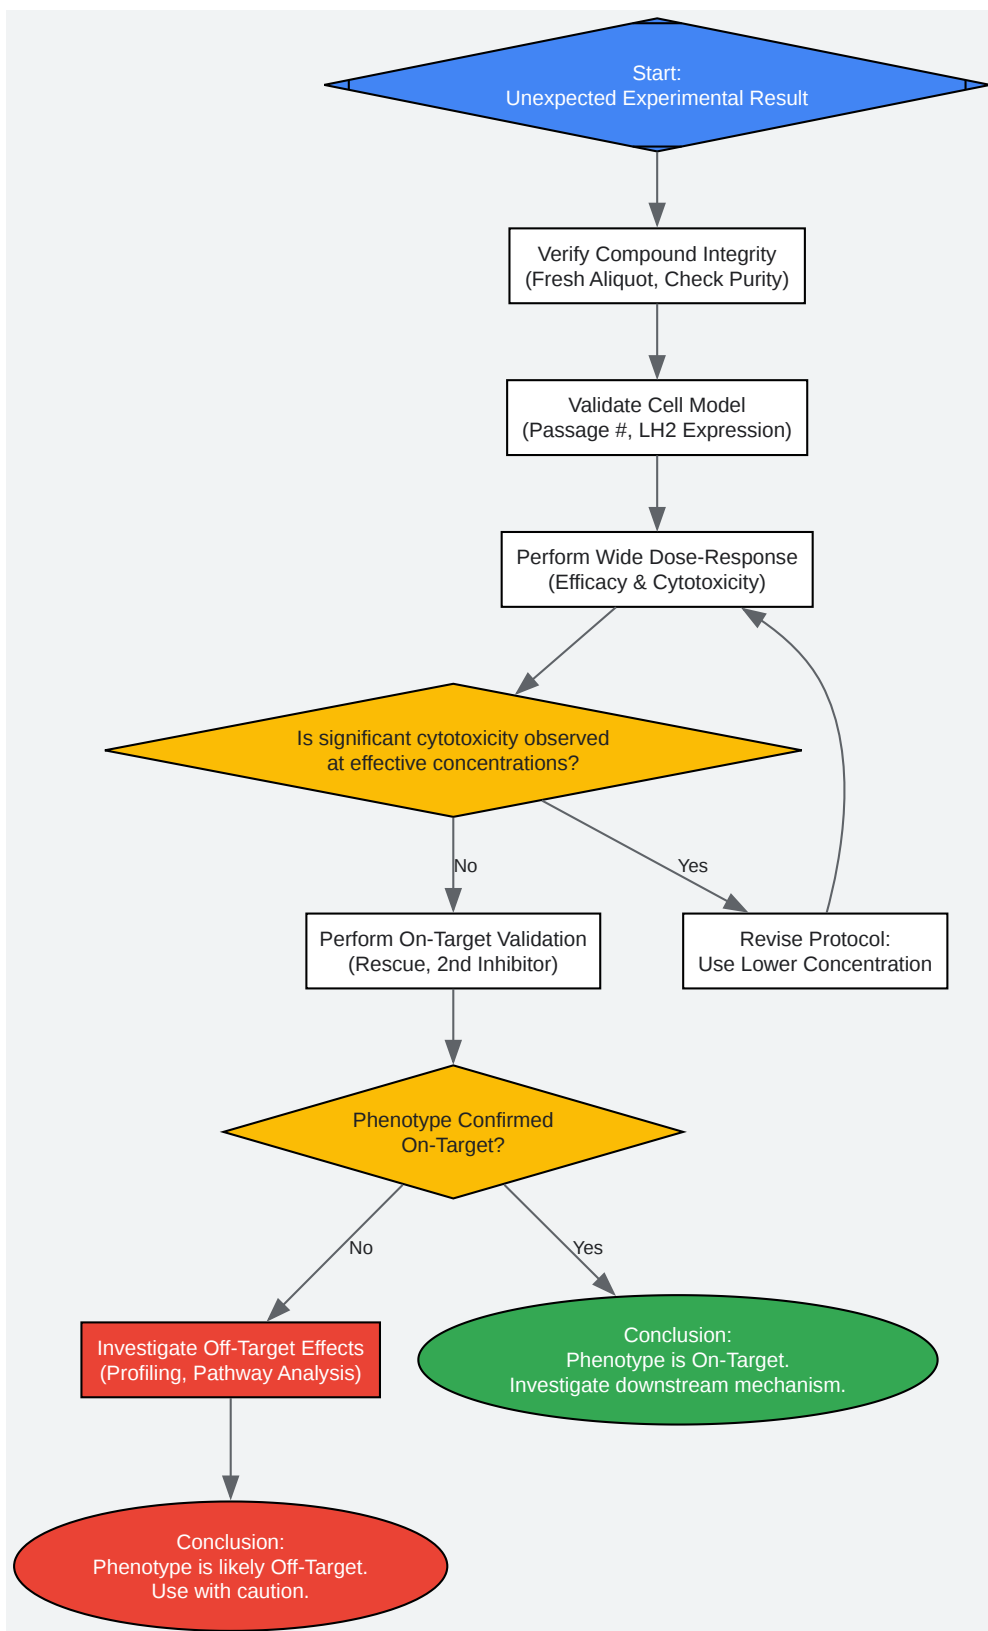 Start:
Unexpected Experimental Result
Verify Compound Integrity
(Fresh Aliquot, Check Purity)
Validate Cell Model
(Passage #, LH2 Expression)
Perform Wide Dose-Response
(Efficacy & Cytotoxicity)
Is significant cytotoxicity observed
at effective concentrations?
No
Yes
Perform On-Target Validation
(Rescue, 2nd Inhibitor)
Revise Protocol:
Use Lower Concentration
Phenotype Confirmed
On-Target?
No
Yes
Investigate Off-Target Effects
(Profiling, Pathway Analysis)
Conclusion:
Phenotype is On-Target.
Investigate downstream mechanism.
Conclusion:
Phenotype is likely Off-Target.
Use with caution.